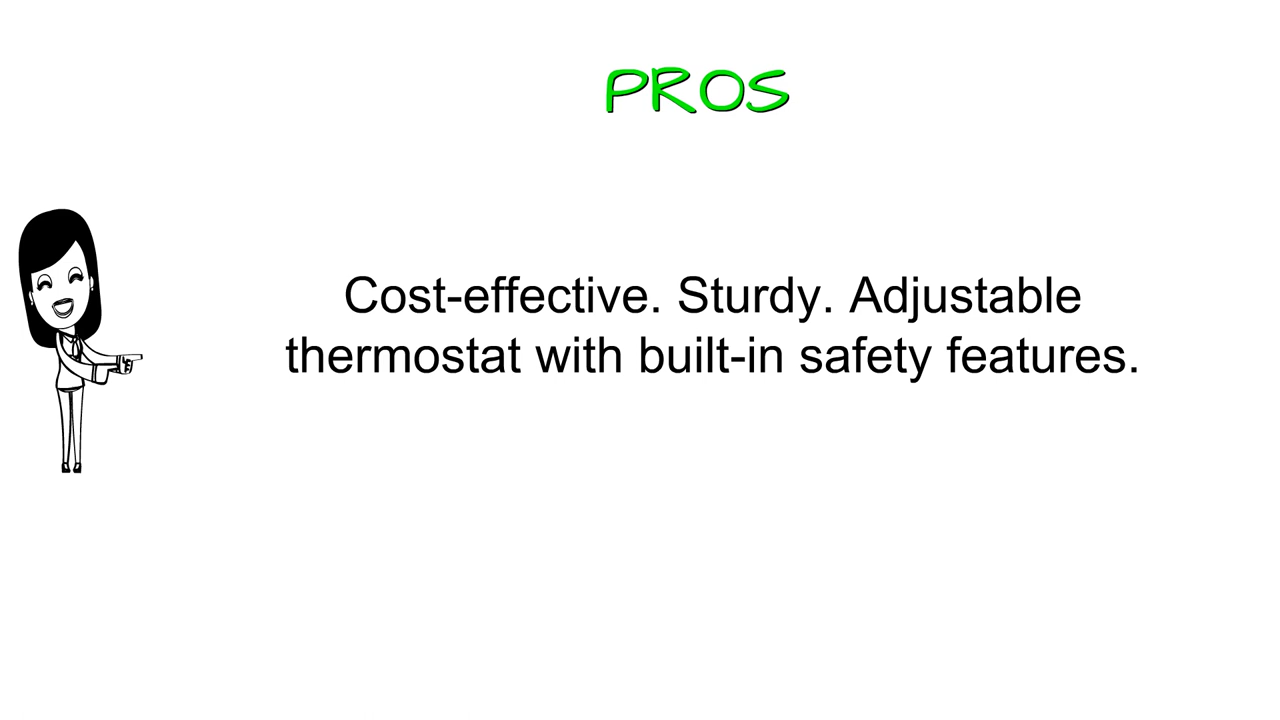 PROS
Cost-effective. Sturdy. Adjustable
thermostat with built-in safety features.